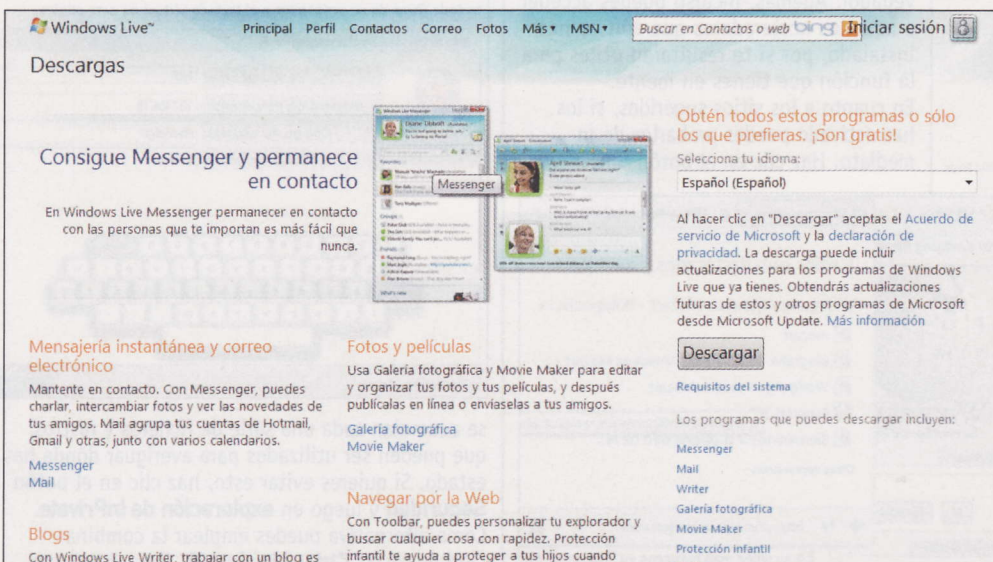 Windows Live™
Principal Perfil Contactos Correo Fotos Más MSN
Buscar en Contactos o web bing
Iniciar sesión
Descargas
Consigue Messenger y permanece
en contacto
En Windows Live Messenger permanecer en contacto
con las personas que te importan es más fácil que
nunca.
Messenger
Obtén todos estos programas o sólo
los que prefieras. ¡Son gratis!
Selecciona tu idioma:
Español (Español)
Al hacer clic en "Descargar" aceptas el Acuerdo de
servicio de Microsoft y la declaración de
privacidad. La descarga puede incluir
actualizaciones para los programas de Windows
Live que ya tienes. Obtendrás actualizaciones
futuras de estos y otros programas de Microsoft
desde Microsoft Update. Más información
Descargar
Requisitos del sistema
Los programas que puedes descargar incluyen:
Messenger
Mail
Writer
Galería fotográfica
Movie Maker
Protección infantil
Mensajería instantánea y correo
electrónico
Mantente en contacto. Con Messenger, puedes
charlar, intercambiar fotos y ver las novedades de
tus amigos. Mail agrupa tus cuentas de Hotmail,
Gmail y otras, junto con varios calendarios.
Messenger
Mail
Blogs
Con Windows Live Writer, trabajar con un blog es
Fotos y películas
Usa Galería fotográfica y Movie Maker para editar
y organizar tus fotos y tus películas, y después
publícalas en línea o envíaselas a tus amigos.
Galería fotográfica
Movie Maker
Navegar por la Web
Con Toolbar, puedes personalizar tu explorador y
buscar cualquier cosa con rapidez. Protección
infantil te ayuda a proteger a tus hijos cuando